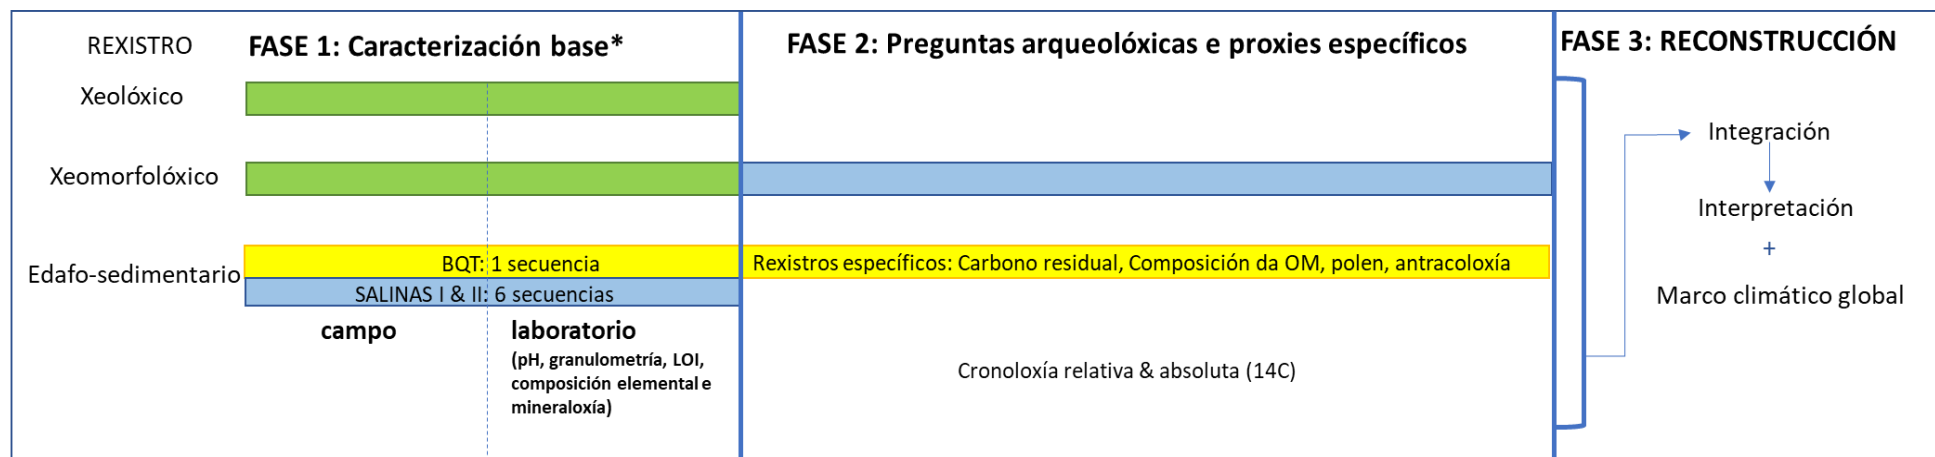 REXISTRO
FASE 1: Caracterización base*
FASE 2: Preguntas arqueolóxicas e proxies específicos
FASE 3: RECONSTRUCCIÓN
Xeolóxico
Xeomorfolóxico
Edafo-sedimentario
BQT: 1 secuencia
SALINAS I & II: 6 secuencias
Rexistros específicos: Carbono residual, Composición da OM, polen, antracoloxía
campo
laboratorio
(pH, granulometría, LOI,
composición elemental e
mineraloxía)
Cronoloxía relativa & absoluta (14C)
Integración
Interpretación
+
Marco climático global